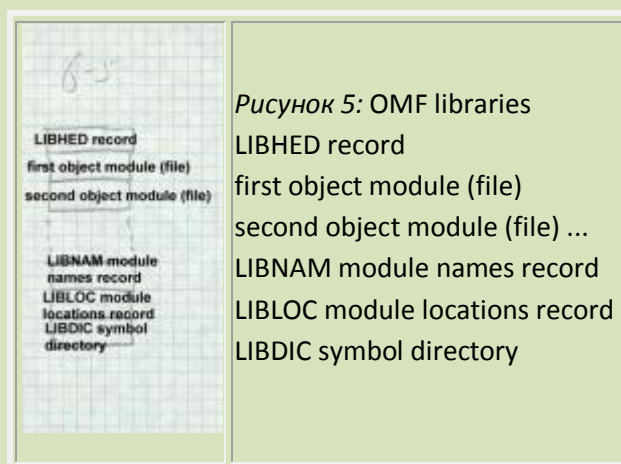 6-5
LIBHED record
first object module (file)
second object module (file)
LIBNAM module
names record
LIBLOC module
locations record
LIBDIC symbol
directory
Рисунок 5: OMF libraries
LIBHED record
first object module (file)
second object module (file) ...
LIBNAM module names record
LIBLOC module locations record
LIBDIC symbol directory